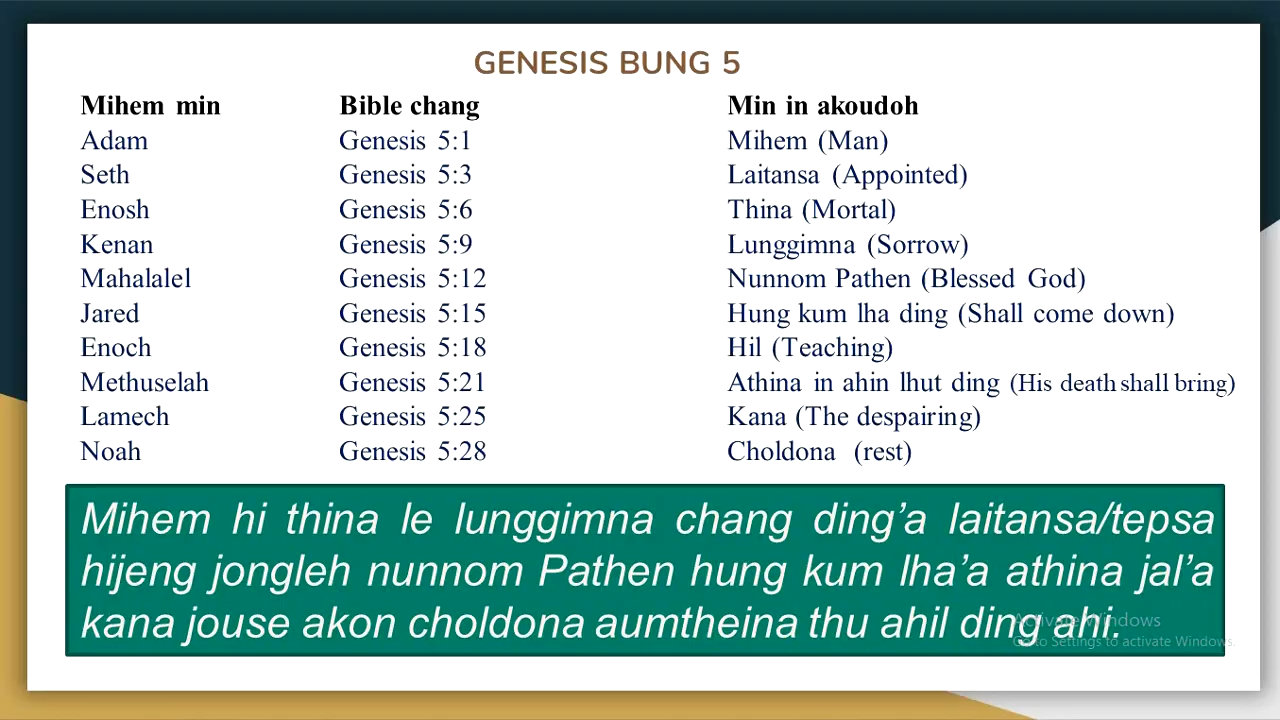 GENESIS BUNG 5
Mihem min Bible chang Min in akoudoh
Adam Genesis 5:1 Mihem (Man)
Seth Genesis 5:3 Laitansa (Appointed)
Enosh Genesis 5:6 Thina (Mortal)
Kenan Genesis 5:9 Lunggimna (Sorrow)
Mahalalel Genesis 5:12 Nunnom Pathen (Blessed God)
Jared Genesis 5:15 Hung kum lha ding (Shall come down)
Enoch Genesis 5:18 Hil (Teaching)
Methuselah Genesis 5:21 Athina in ahin lhut ding (His death shall bring)
Lamech Genesis 5:25 Kana (The despairing)
Noah Genesis 5:28 Choldona (rest)
Mihem hi thina le lunggimna chang ding’a laitansa/tepsa
hijeng jongleh nunnom Pathen hung kum lha’a athina jal’a
kana jouse akon choldona aumtheina thu ahil ding ahi.
Activate Windows
Go to Settings to activate Windows.